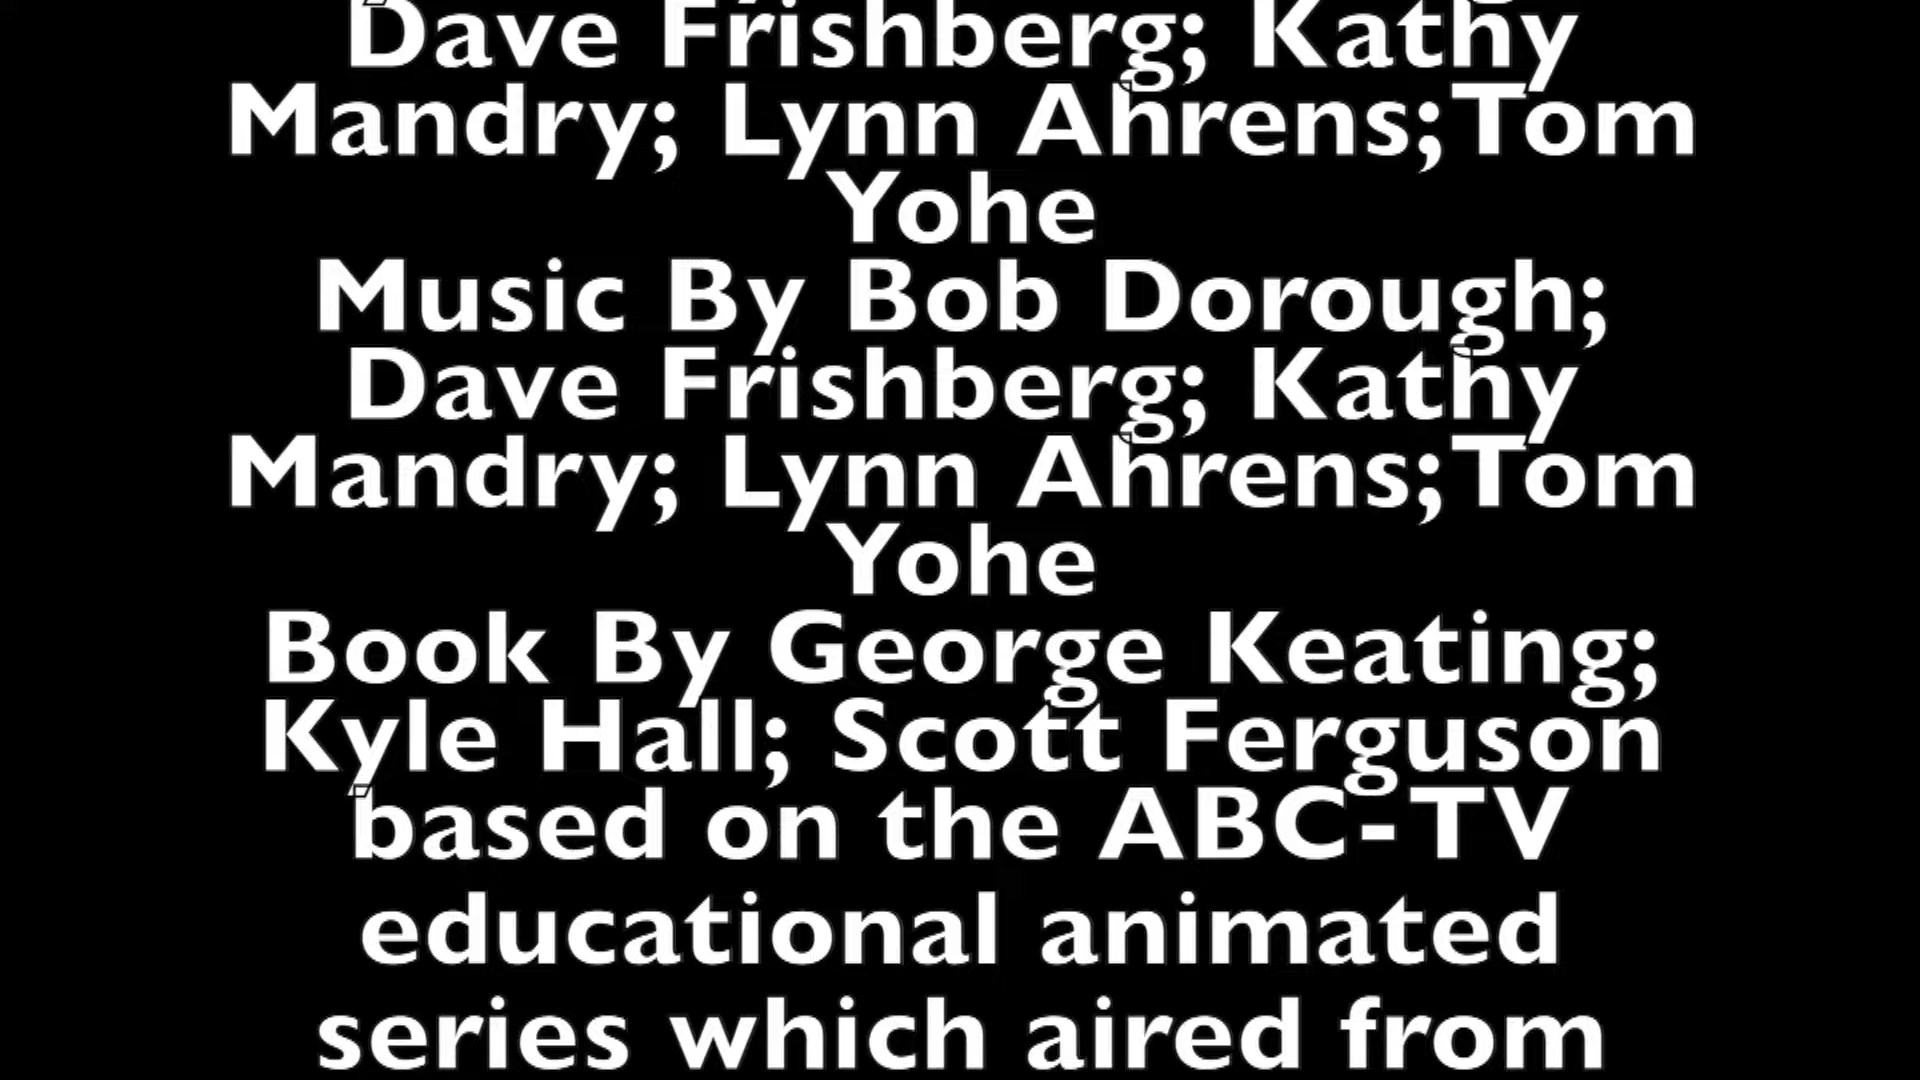 Dave Frishberg; Kathy
Mandry; Lynn Ahrens; Tom
Yohe
Music By Bob Dorough;
Dave Frishberg; Kathy
Mandry; Lynn Ahrens; Tom
Yohe
Book By George Keating;
Kyle Hall; Scott Ferguson
based on the ABC-TV
educational animated
series which aired from